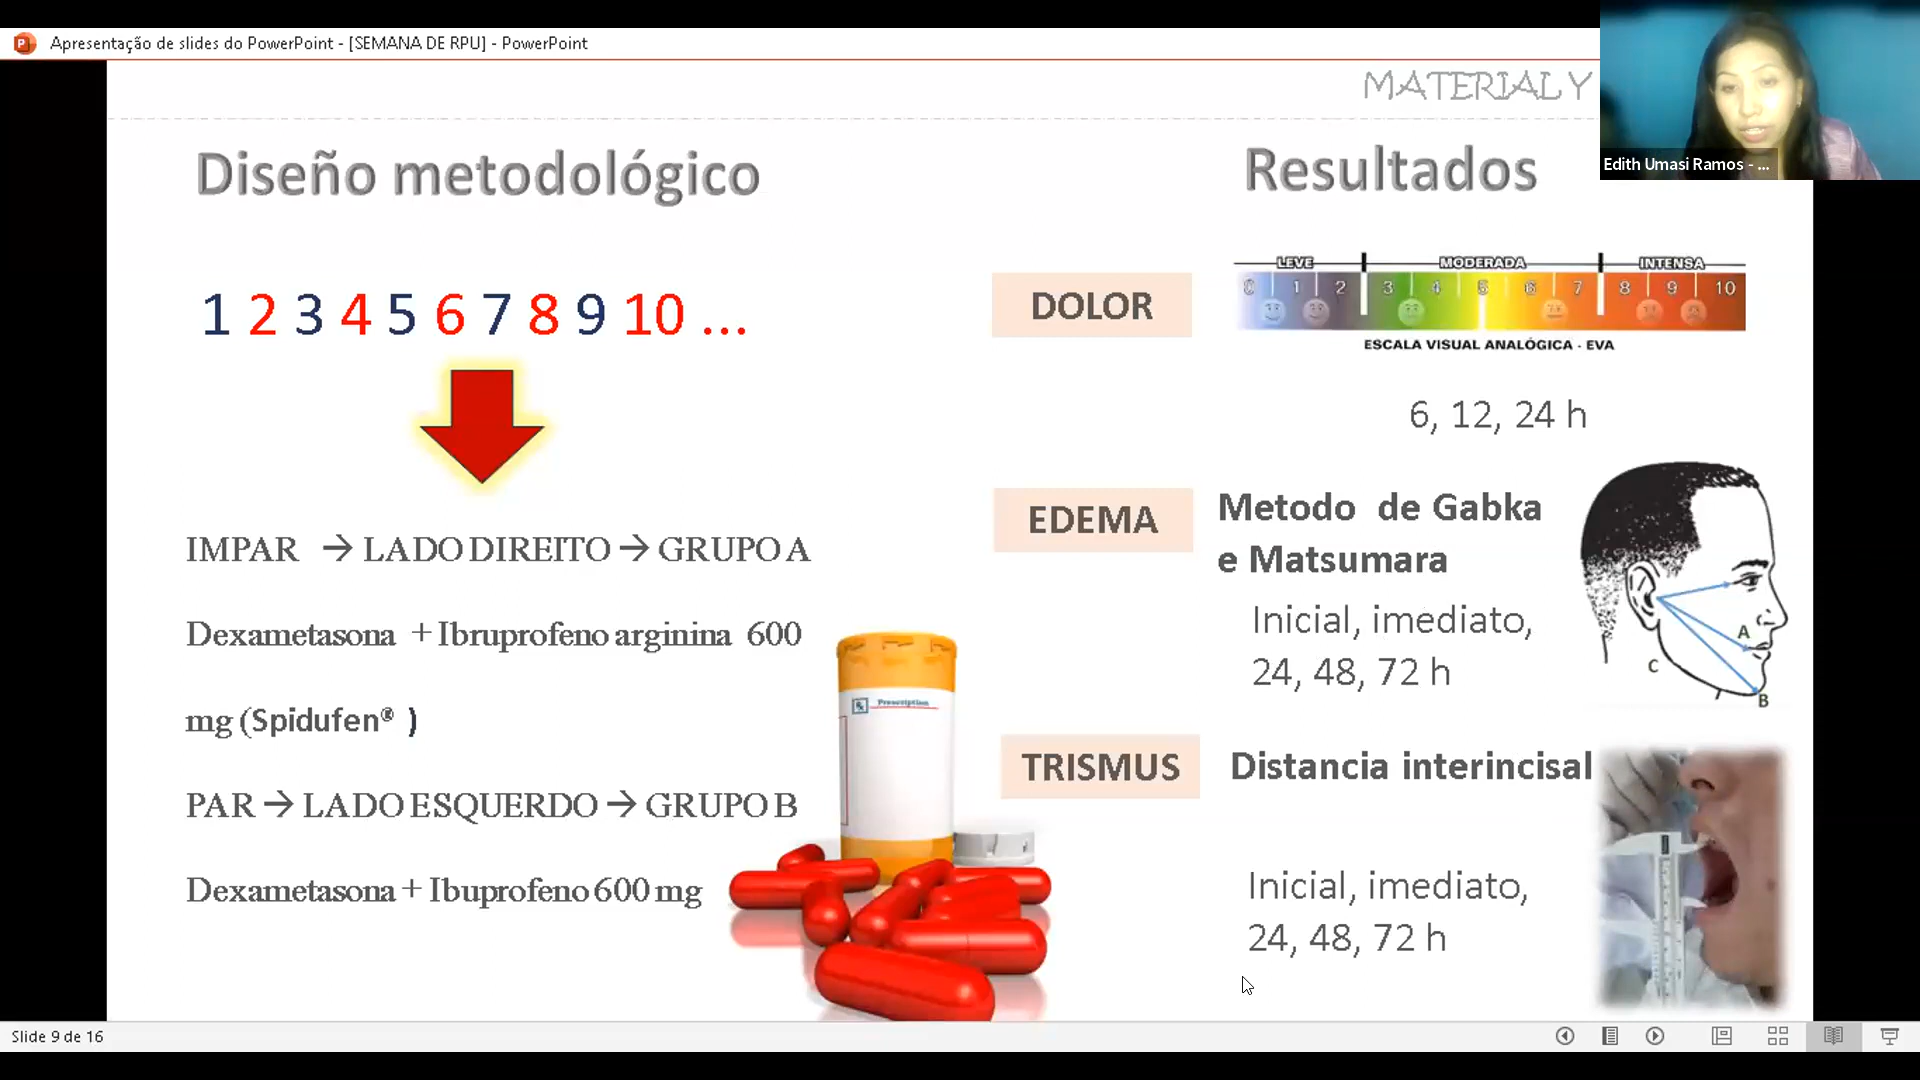 Apresentação de slides do PowerPoint - [SEMANA DE RPU] - PowerPoint
MATERIAL Y
Edith Umasi Ramos - ...
Diseño metodológico
1 2 3 4 5 6 7 8 9 10 ...
IMPAR → LADO DIREITO → GRUPO A
Dexametasona + Ibruprofeno arginina 600
mg (Spidufen® )
PAR → LADO ESQUERDO → GRUPO B
Dexametasona + Ibuprofeno 600 mg
Prescription
Resultados
DOLOR
LEVE MODERADA INTENSA
0 1 2 3 4 5 6 7 8 9 10
ESCALA VISUAL ANALÓGICA - EVA
6, 12, 24 h
EDEMA
Metodo de Gabka
e Matsumara
Inicial, imediato,
24, 48, 72 h
A
C
B
TRISMUS
Distancia interincisal
Inicial, imediato,
24, 48, 72 h
Slide 9 de 16